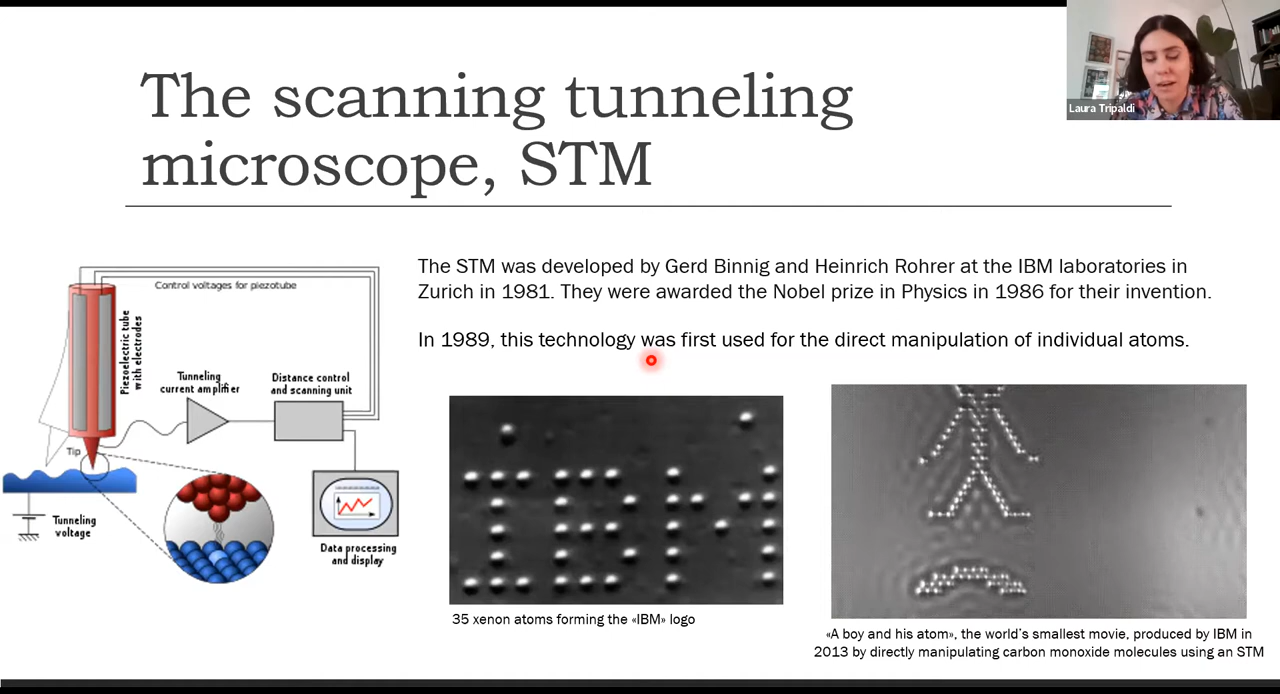 The scanning tunneling
microscope, STM
Laura Tripaldi
The STM was developed by Gerd Binnig and Heinrich Rohrer at the IBM laboratories in
Zurich in 1981. They were awarded the Nobel prize in Physics in 1986 for their invention.
In 1989, this technology was first used for the direct manipulation of individual atoms.
Control voltages for piezotube
Piezoelectric tube
with electrodes
Tunneling
current amplifier
Distance control
and scanning unit
Tip
Tunneling
voltage
Data processing
and display
IBM
35 xenon atoms forming the «IBM» logo
«A boy and his atom», the world's smallest movie, produced by IBM in
2013 by directly manipulating carbon monoxide molecules using an STM